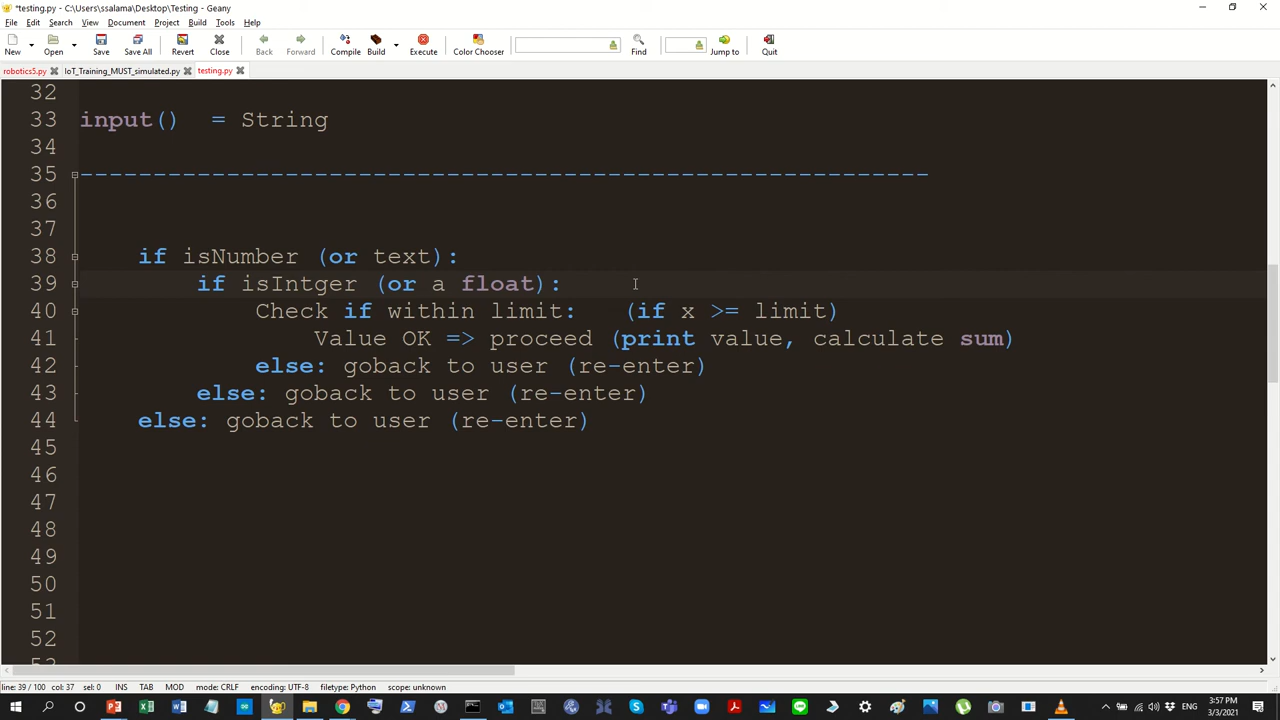 *testing.py - C:\Users\ssalama\Desktop\Testing - Geany
File Edit Search View Document Project Build Tools Help
New Open Save Save All Revert Close Back Forward Compile Build Execute Color Chooser Find Jump to Quit
robotics5.py IoT_Training_MUST_simulated.py testing.py
32
33 input()  = String
34
35 ----------------------------------------------------------
36
37
38 if isNumber (or text):
39 if isIntger (or a float):
40 Check if within limit:   (if x >= limit)
41 Value OK => proceed (print value, calculate sum)
42 else: goback to user (re-enter)
43 else: goback to user (re-enter)
44 else: goback to user (re-enter)
45
46
47
48
49
50
51
52
53
line: 39 / 100 col: 37 sel: 0 INS TAB MOD mode: CRLF encoding: UTF-8 filetype: Python scope: unknown
ENG 3:57 PM
3/3/2021